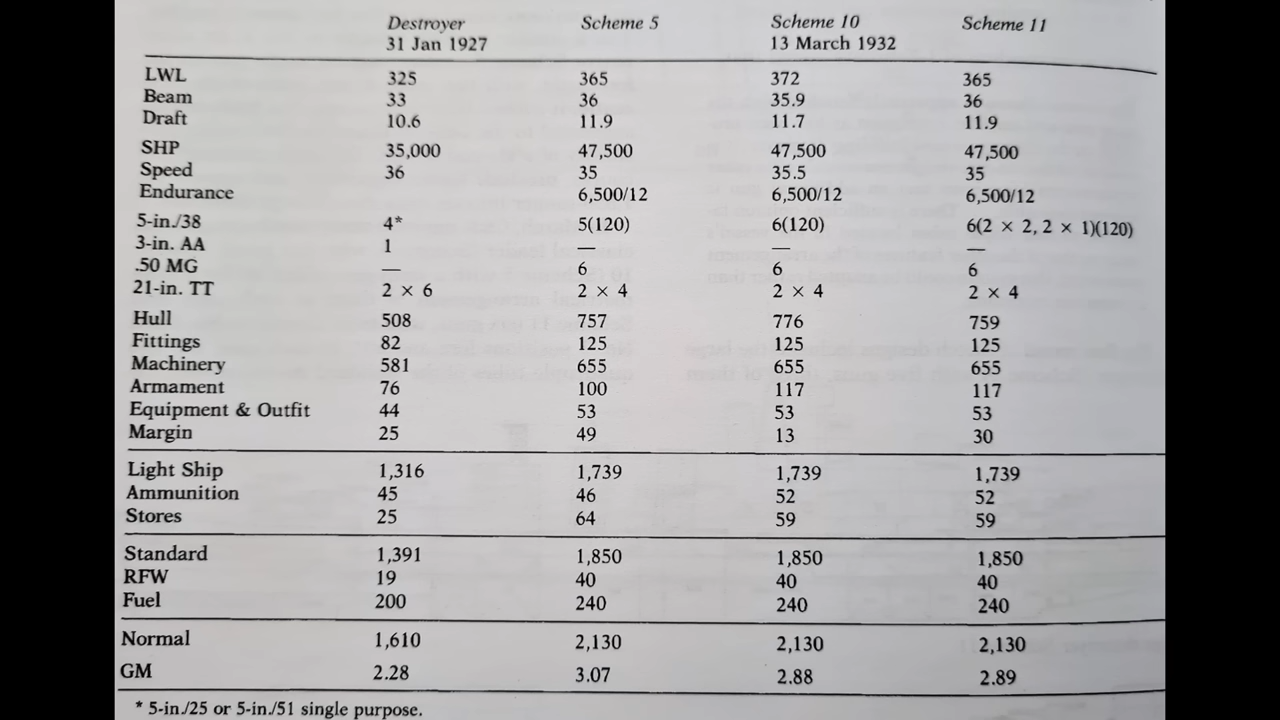 Destroyer Scheme 5 Scheme 10 Scheme 11
31 Jan 1927 13 March 1932
LWL 325 365 372 365
Beam 33 36 35.9 36
Draft 10.6 11.9 11.7 11.9
SHP 35,000 47,500 47,500 47,500
Speed 36 35 35.5 35
Endurance 6,500/12 6,500/12 6,500/12
5-in./38 4* 5(120) 6(120) 6(2 × 2, 2 × 1)(120)
3-in. AA 1 — — —
.50 MG — 6 6 6
21-in. TT 2 × 6 2 × 4 2 × 4 2 × 4
Hull 508 757 776 759
Fittings 82 125 125 125
Machinery 581 655 655 655
Armament 76 100 117 117
Equipment & Outfit 44 53 53 53
Margin 25 49 13 30
Light Ship 1,316 1,739 1,739 1,739
Ammunition 45 46 52 52
Stores 25 64 59 59
Standard 1,391 1,850 1,850 1,850
RFW 19 40 40 40
Fuel 200 240 240 240
Normal 1,610 2,130 2,130 2,130
GM 2.28 3.07 2.88 2.89
* 5-in./25 or 5-in./51 single purpose.